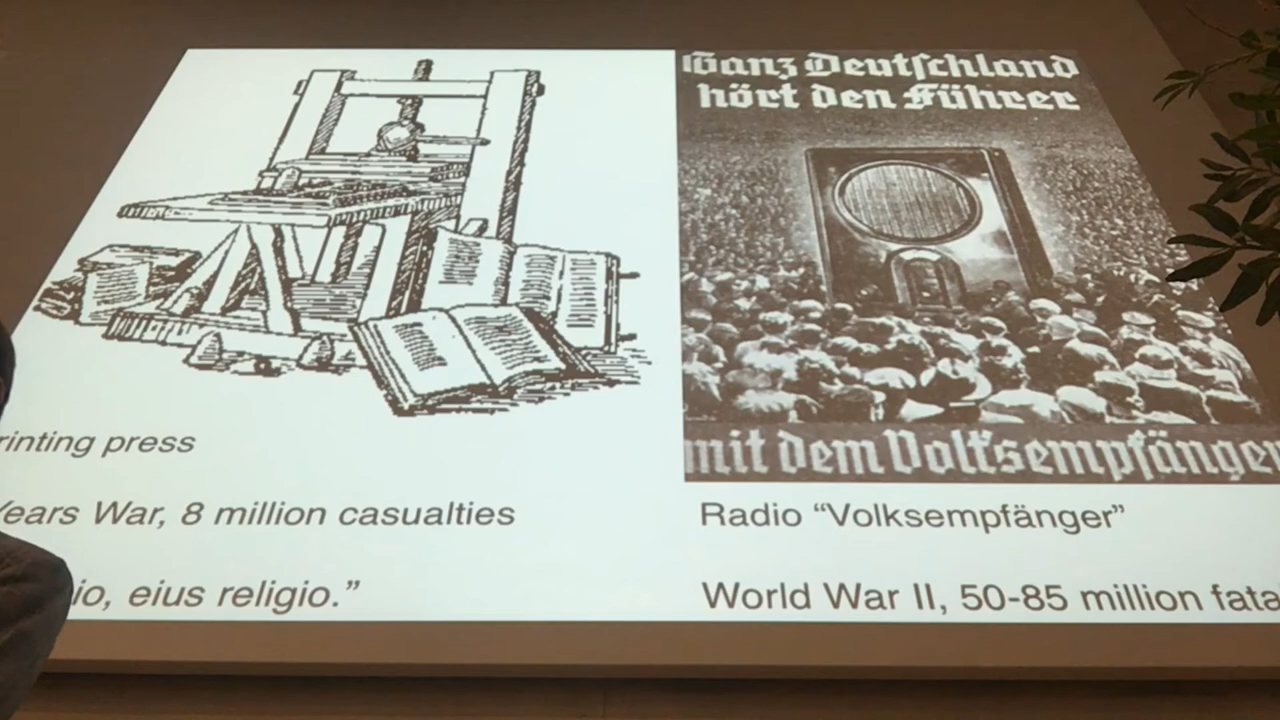 rinting press
Years War, 8 million casualties
io, eius religio.”
Ganz Deutschland
hört den Führer
mit dem Volksempfänger
Radio “Volksempfänger”
World War II, 50-85 million fata